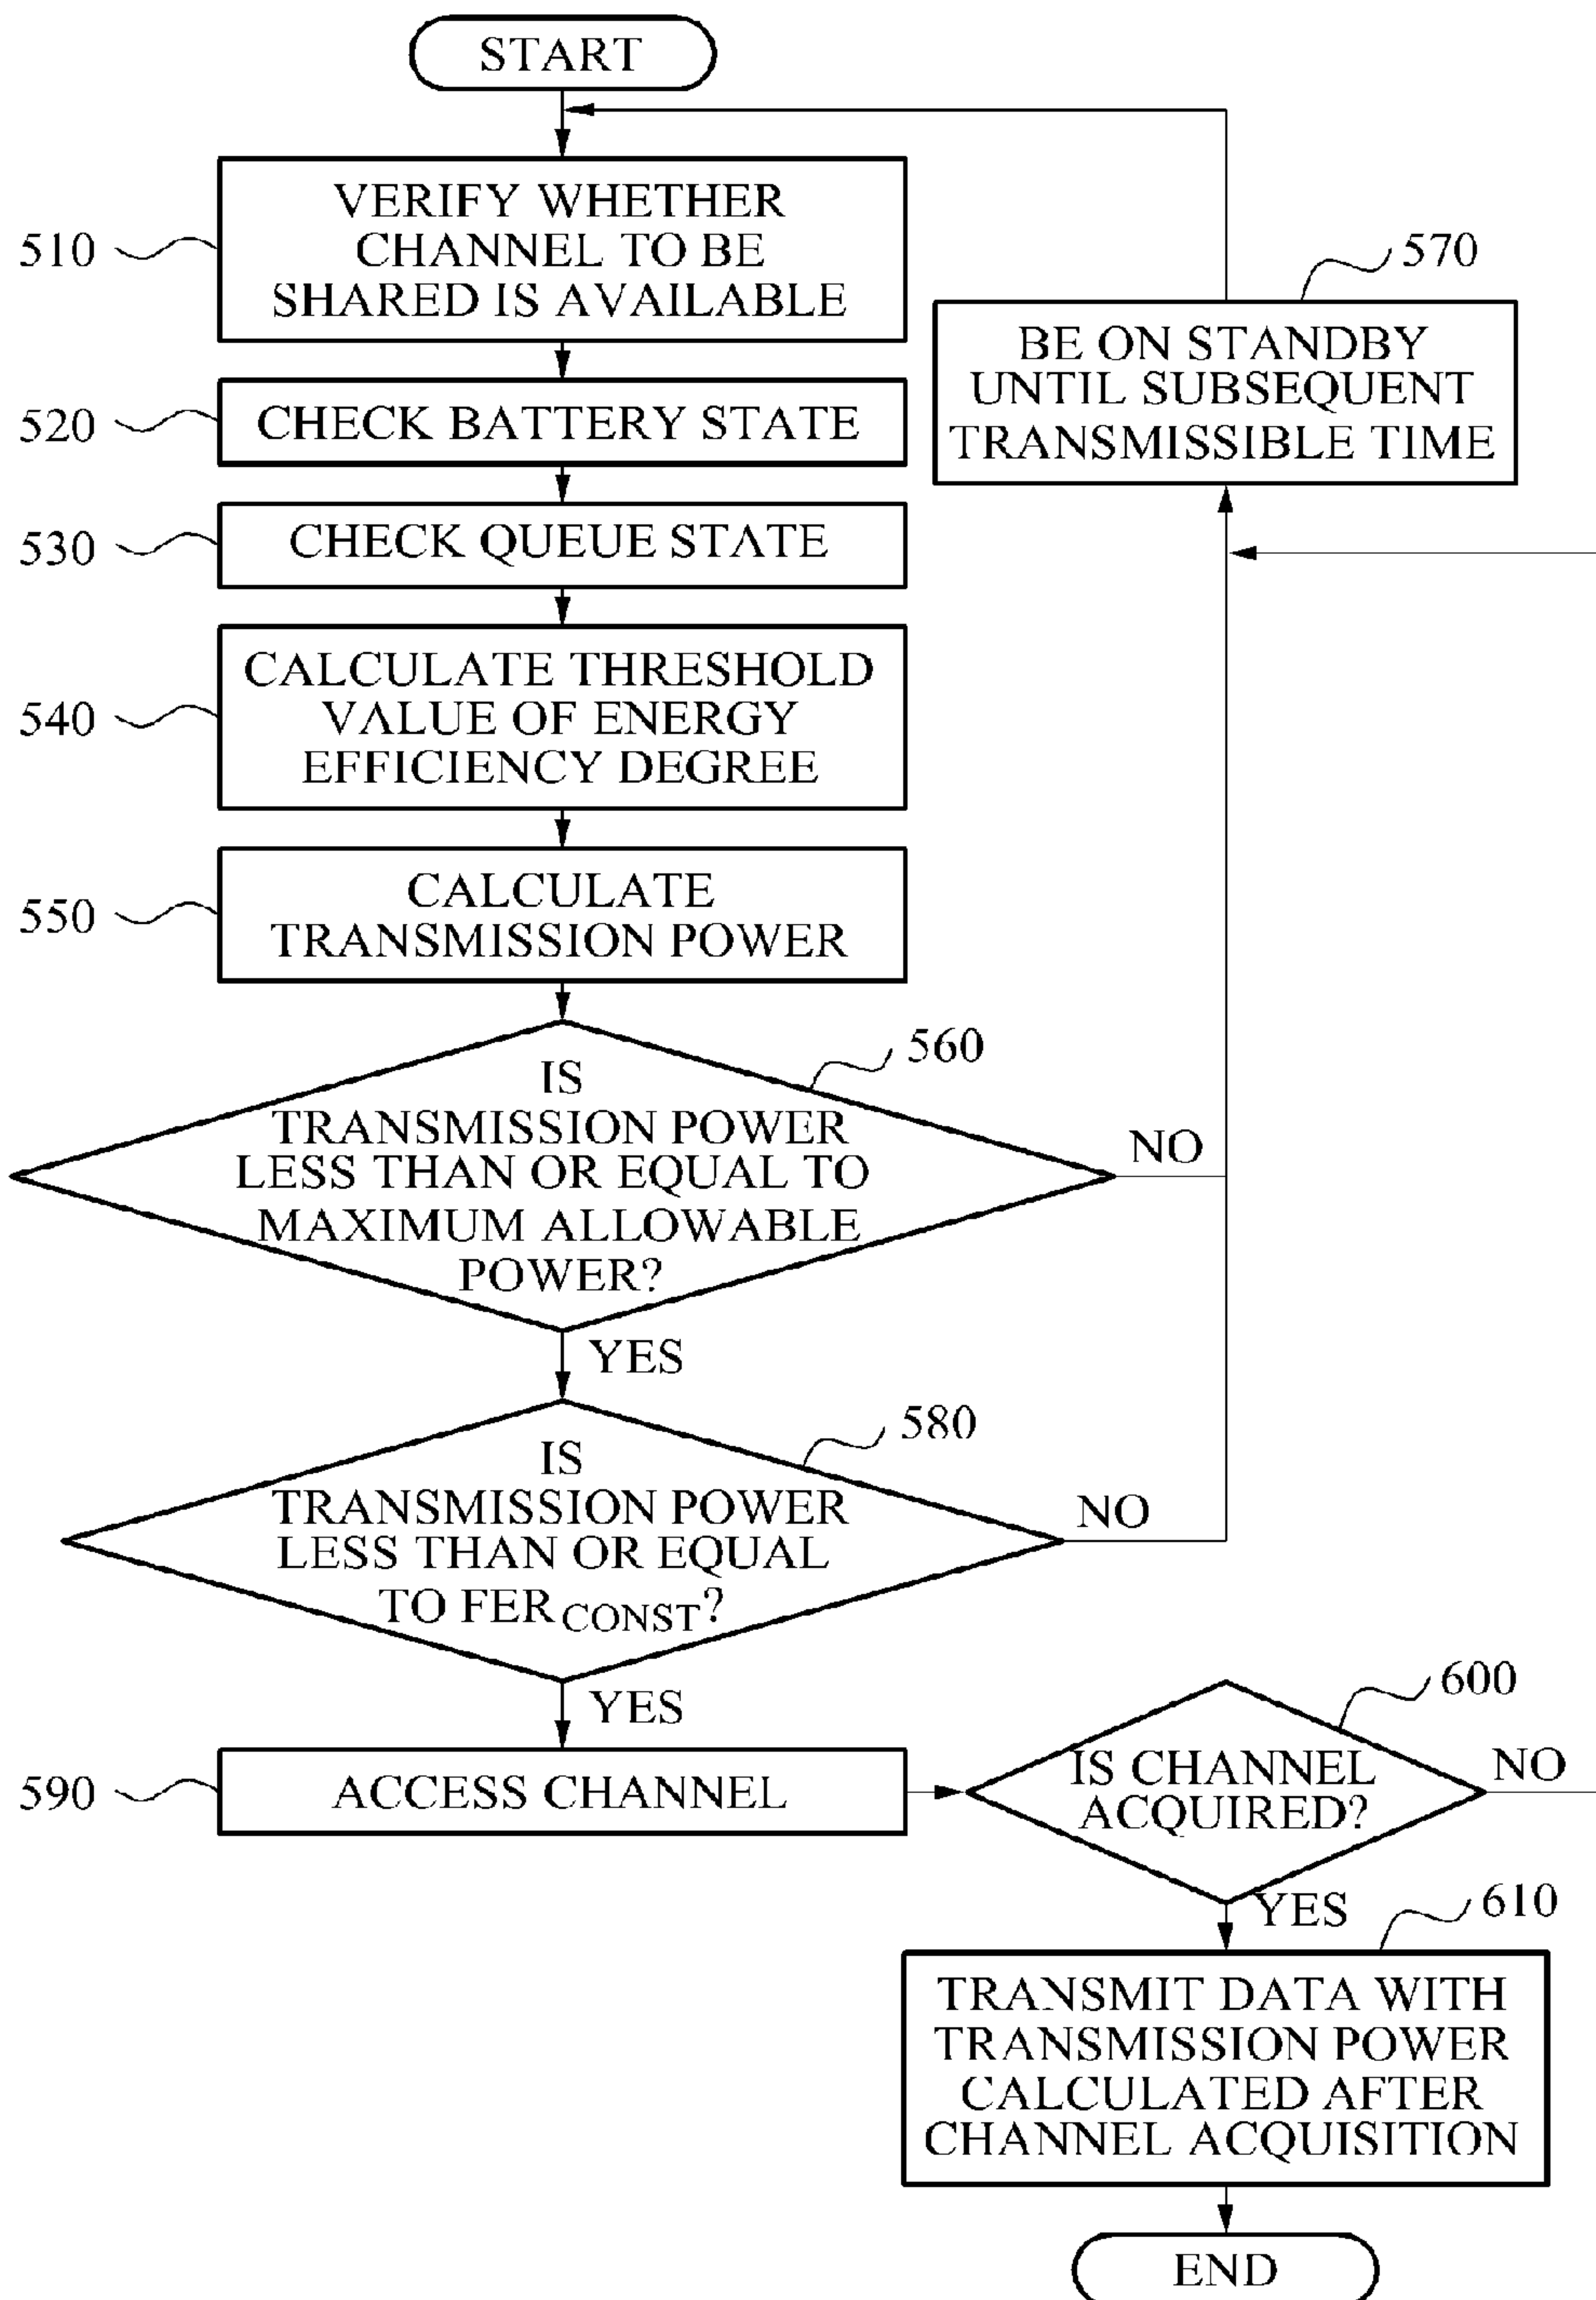 START
510
VERIFY WHETHER
CHANNEL TO BE
SHARED IS AVAILABLE
570
BE ON STANDBY
UNTIL SUBSEQUENT
TRANSMISSIBLE TIME
520
CHECK BATTERY STATE
530
CHECK QUEUE STATE
540
CALCULATE THRESHOLD
VALUE OF ENERGY
EFFICIENCY DEGREE
550
CALCULATE
TRANSMISSION POWER
560
IS
TRANSMISSION POWER
LESS THAN OR EQUAL TO
MAXIMUM ALLOWABLE
POWER?
NO
YES
580
IS
TRANSMISSION POWER
LESS THAN OR EQUAL
TO FER CONST?
NO
YES
590
ACCESS CHANNEL
600
IS CHANNEL
ACQUIRED?
NO
YES
610
TRANSMIT DATA WITH
TRANSMISSION POWER
CALCULATED AFTER
CHANNEL ACQUISITION
END